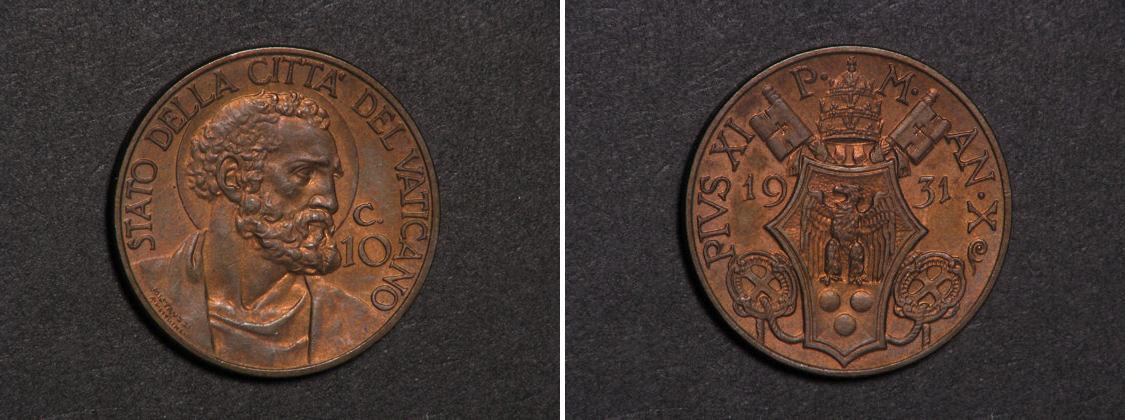 STATO DELLA CITTA' DEL VATICANO
C.
10
PIVS XI P. M. AN. X
19 31